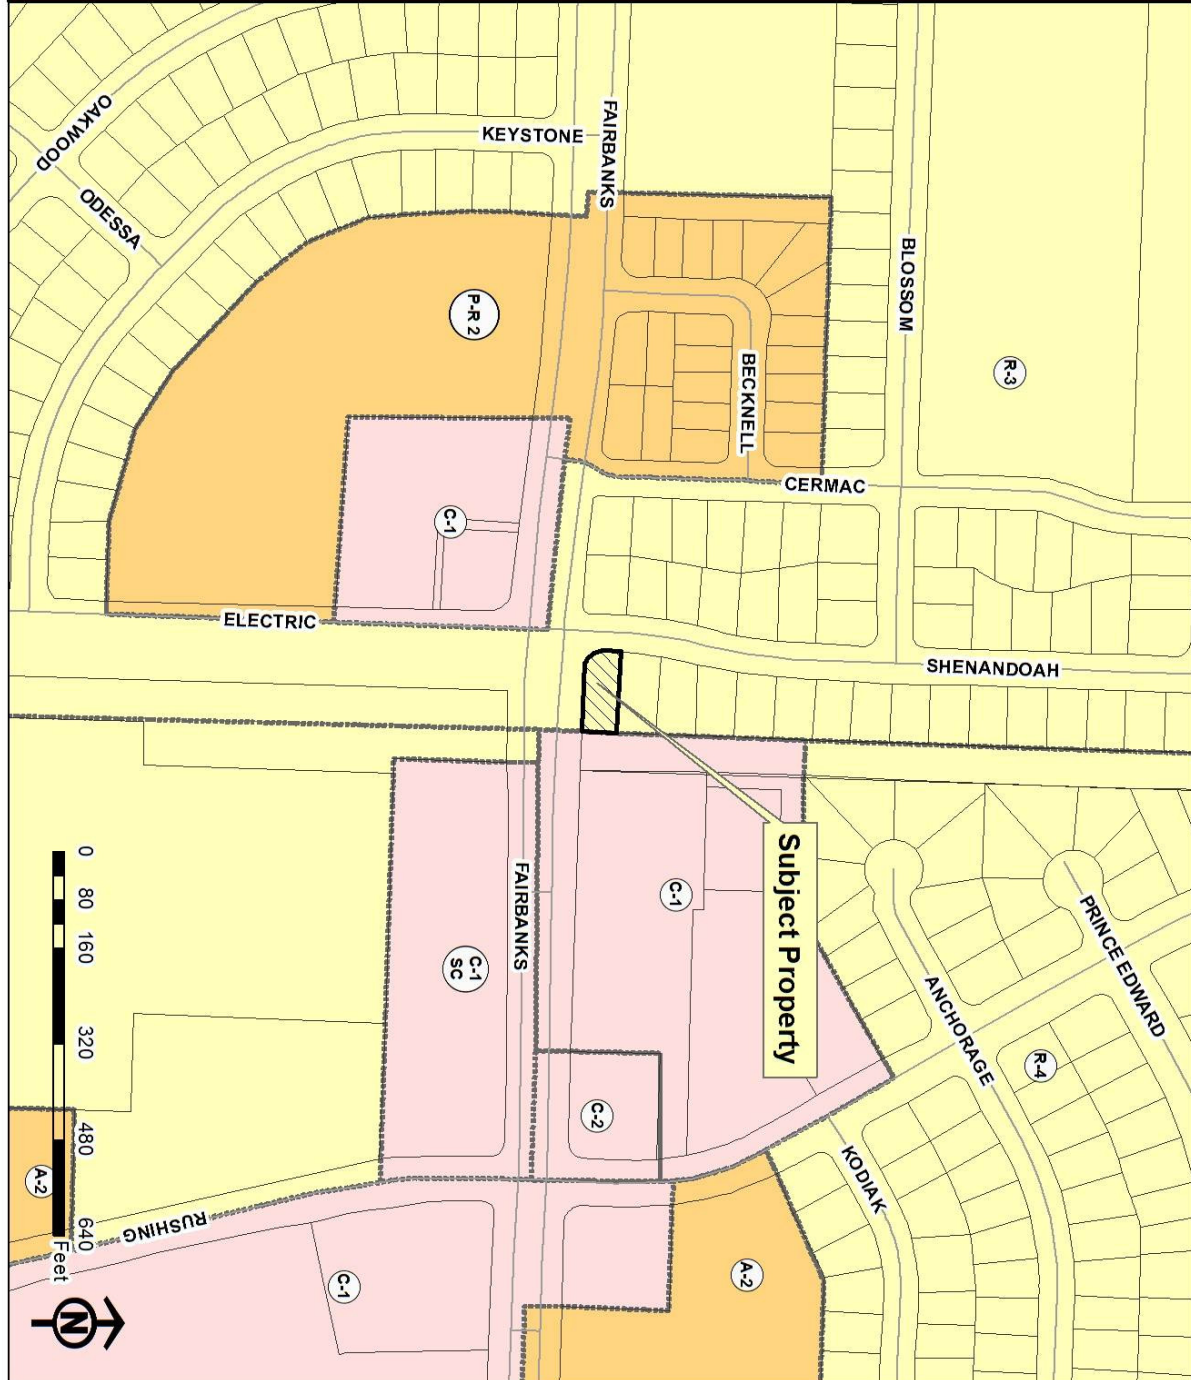 OAKWOOD
ODESSA
KEYSTONE
FAIRBANKS
BLOSSOM
R-3
P-R 2
BECKNELL
CERMAC
C-1
ELECTRIC
SHENANDOAH
Subject Property
C-1
FAIRBANKS
C-1
SC
PRINCE EDWARD
ANCHORAGE
R-4
C-2
KODIAK
A-2
RUSHING
C-1
A-2
0 80 160 320 480 640
Feet
N